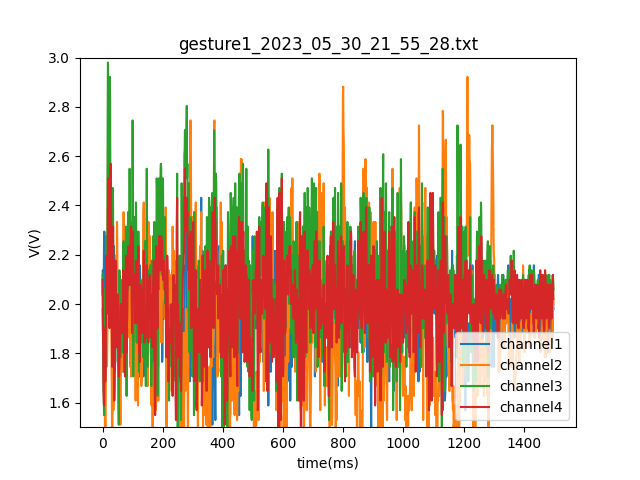 gesture1_2023_05_30_21_55_28.txt
3.0
2.8
2.6
2.4
2.2
2.0
1.8
1.6
V(V)
channel1
channel2
channel3
channel4
0 200 400 600 800 1000 1200 1400
time(ms)